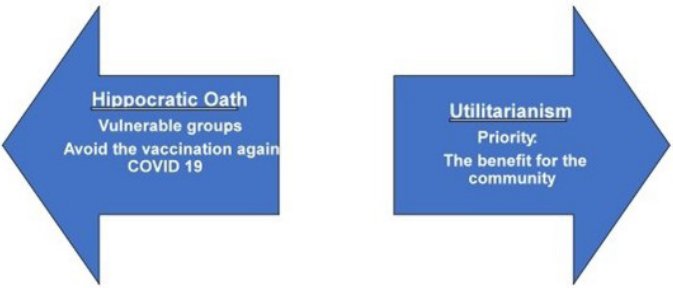 Hippocratic Oath
Vulnerable groups
Avoid the vaccination again
COVID 19
Utilitarianism
Priority:
The benefit for the
community